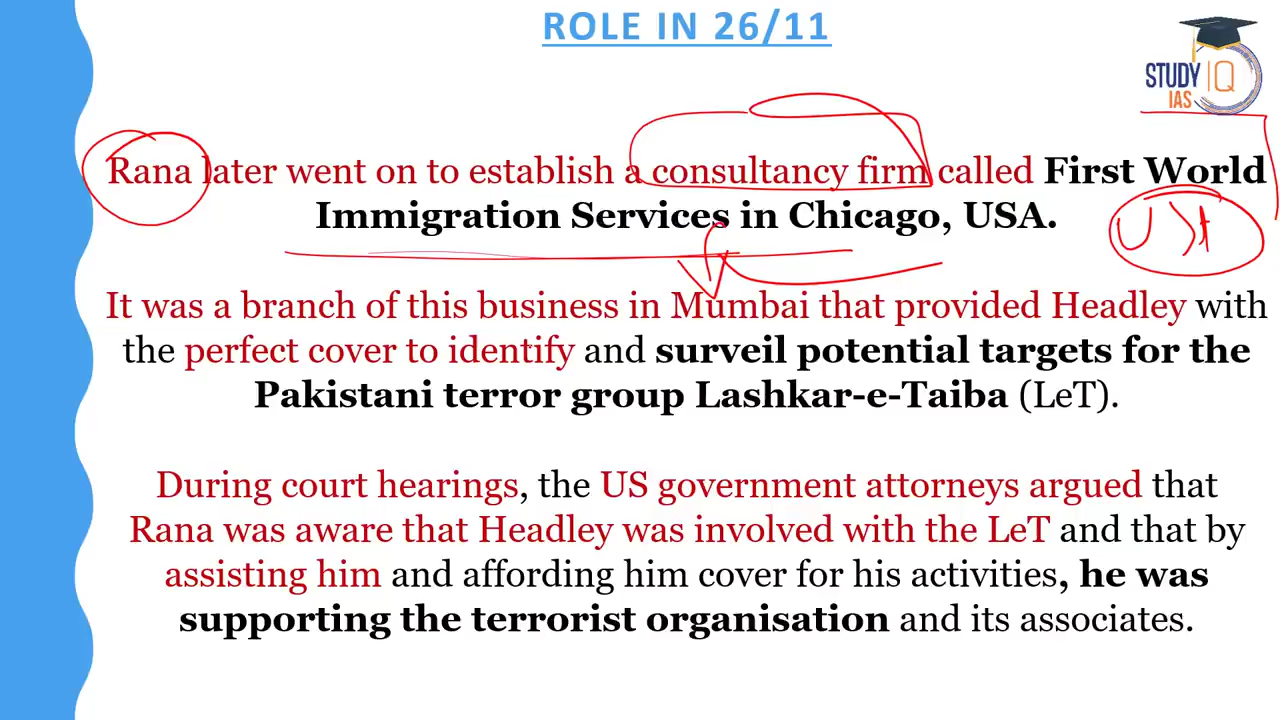 ROLE IN 26/11
STUDY IQ
IAS
Rana later went on to establish a consultancy firm called First World
Immigration Services in Chicago, USA.
USA
It was a branch of this business in Mumbai that provided Headley with
the perfect cover to identify and surveil potential targets for the
Pakistani terror group Lashkar-e-Taiba (LeT).
During court hearings, the US government attorneys argued that
Rana was aware that Headley was involved with the LeT and that by
assisting him and affording him cover for his activities, he was
supporting the terrorist organisation and its associates.